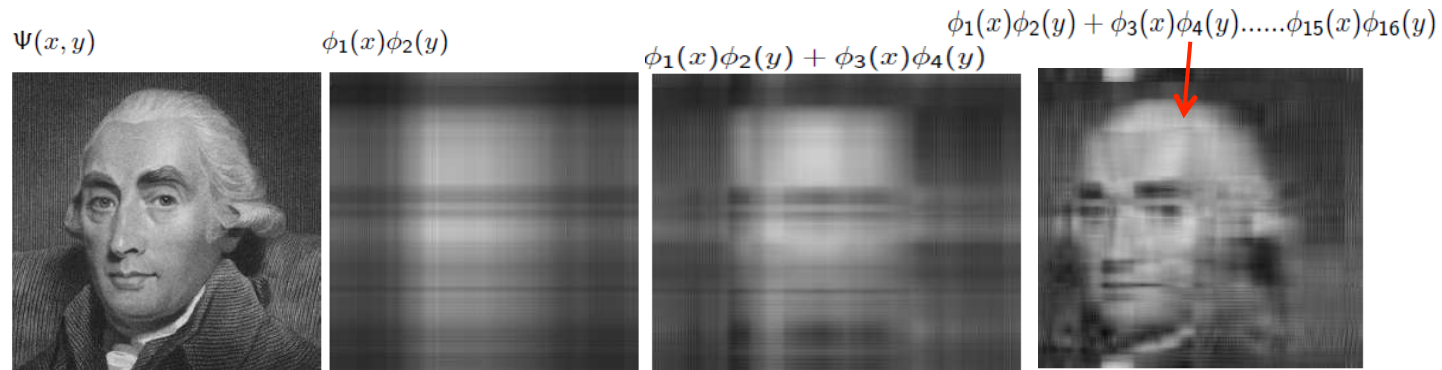 Ψ(x, y)
ϕ₁(x)ϕ₂(y)
ϕ₁(x)ϕ₂(y) + ϕ₃(x)ϕ₄(y)
ϕ₁(x)ϕ₂(y) + ϕ₃(x)ϕ₄(y)......ϕ₁₅(x)ϕ₁₆(y)